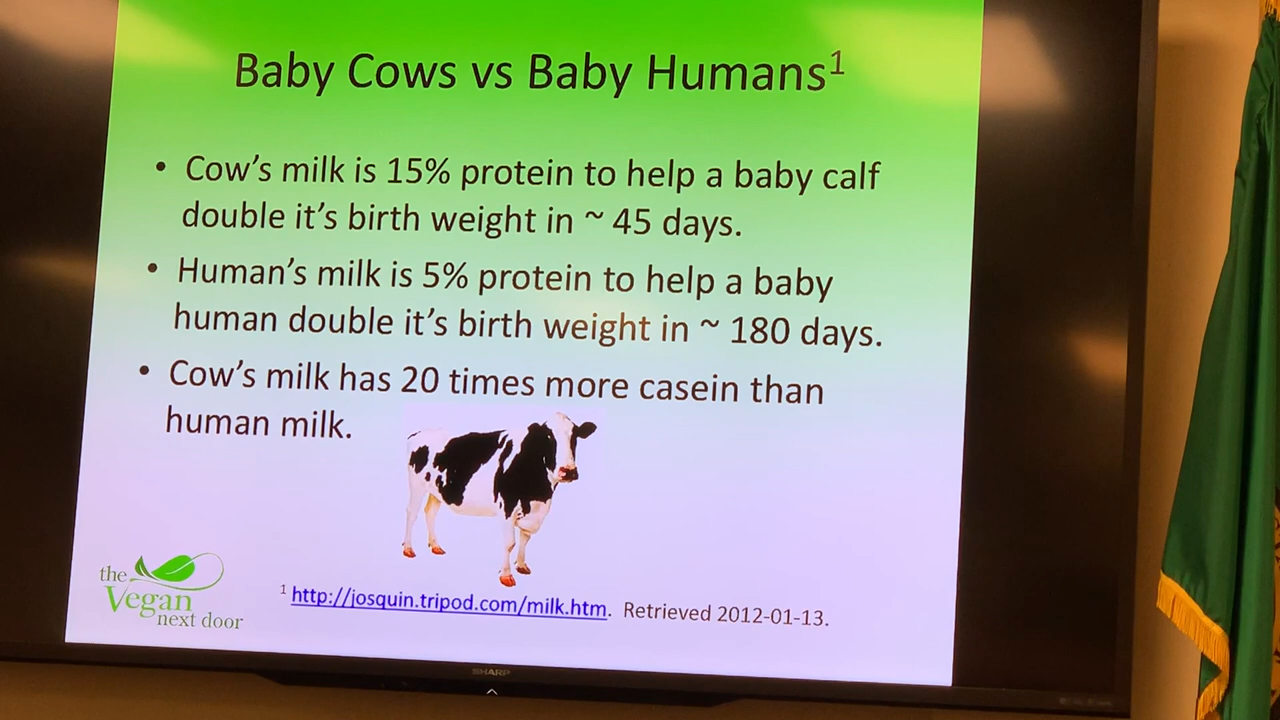 Baby Cows vs Baby Humans¹
• Cow's milk is 15% protein to help a baby calf
double it's birth weight in ~ 45 days.
• Human's milk is 5% protein to help a baby
human double it's birth weight in ~ 180 days.
• Cow's milk has 20 times more casein than
human milk.
the
Vegan
next door
¹ http://josquin.tripod.com/milk.htm. Retrieved 2012-01-13.
SHARP